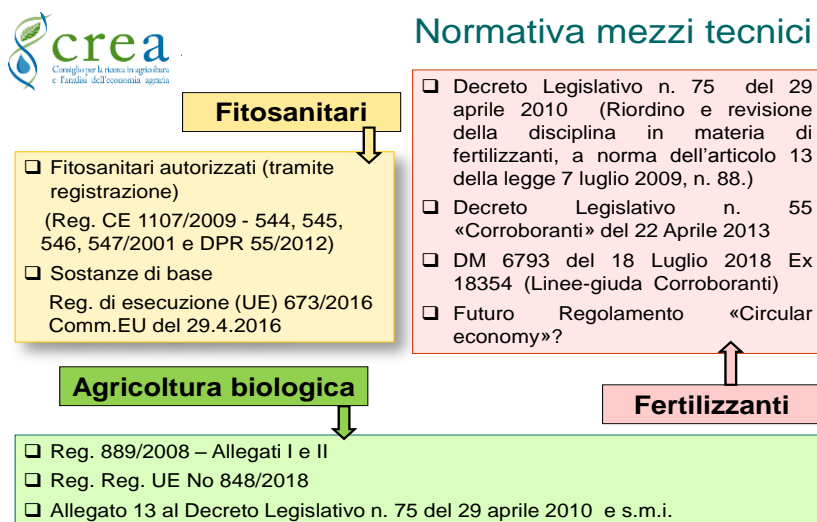 crea
Consiglio per la ricerca in agricoltura
e l'analisi dell'economia agraria
Normativa mezzi tecnici
Fitosanitari
❑ Fitosanitari autorizzati (tramite
registrazione)
(Reg. CE 1107/2009 - 544, 545,
546, 547/2001 e DPR 55/2012)
❑ Sostanze di base
Reg. di esecuzione (UE) 673/2016
Comm.EU del 29.4.2016
❑ Decreto Legislativo n. 75 del 29
aprile 2010 (Riordino e revisione
della disciplina in materia di
fertilizzanti, a norma dell'articolo 13
della legge 7 luglio 2009, n. 88.)
❑ Decreto Legislativo n. 55
«Corroboranti» del 22 Aprile 2013
❑ DM 6793 del 18 Luglio 2018 Ex
18354 (Linee-giuda Corroboranti)
❑ Futuro Regolamento «Circular
economy»?
Fertilizzanti
Agricoltura biologica
❑ Reg. 889/2008 – Allegati I e II
❑ Reg. Reg. UE No 848/2018
❑ Allegato 13 al Decreto Legislativo n. 75 del 29 aprile 2010 e s.m.i.